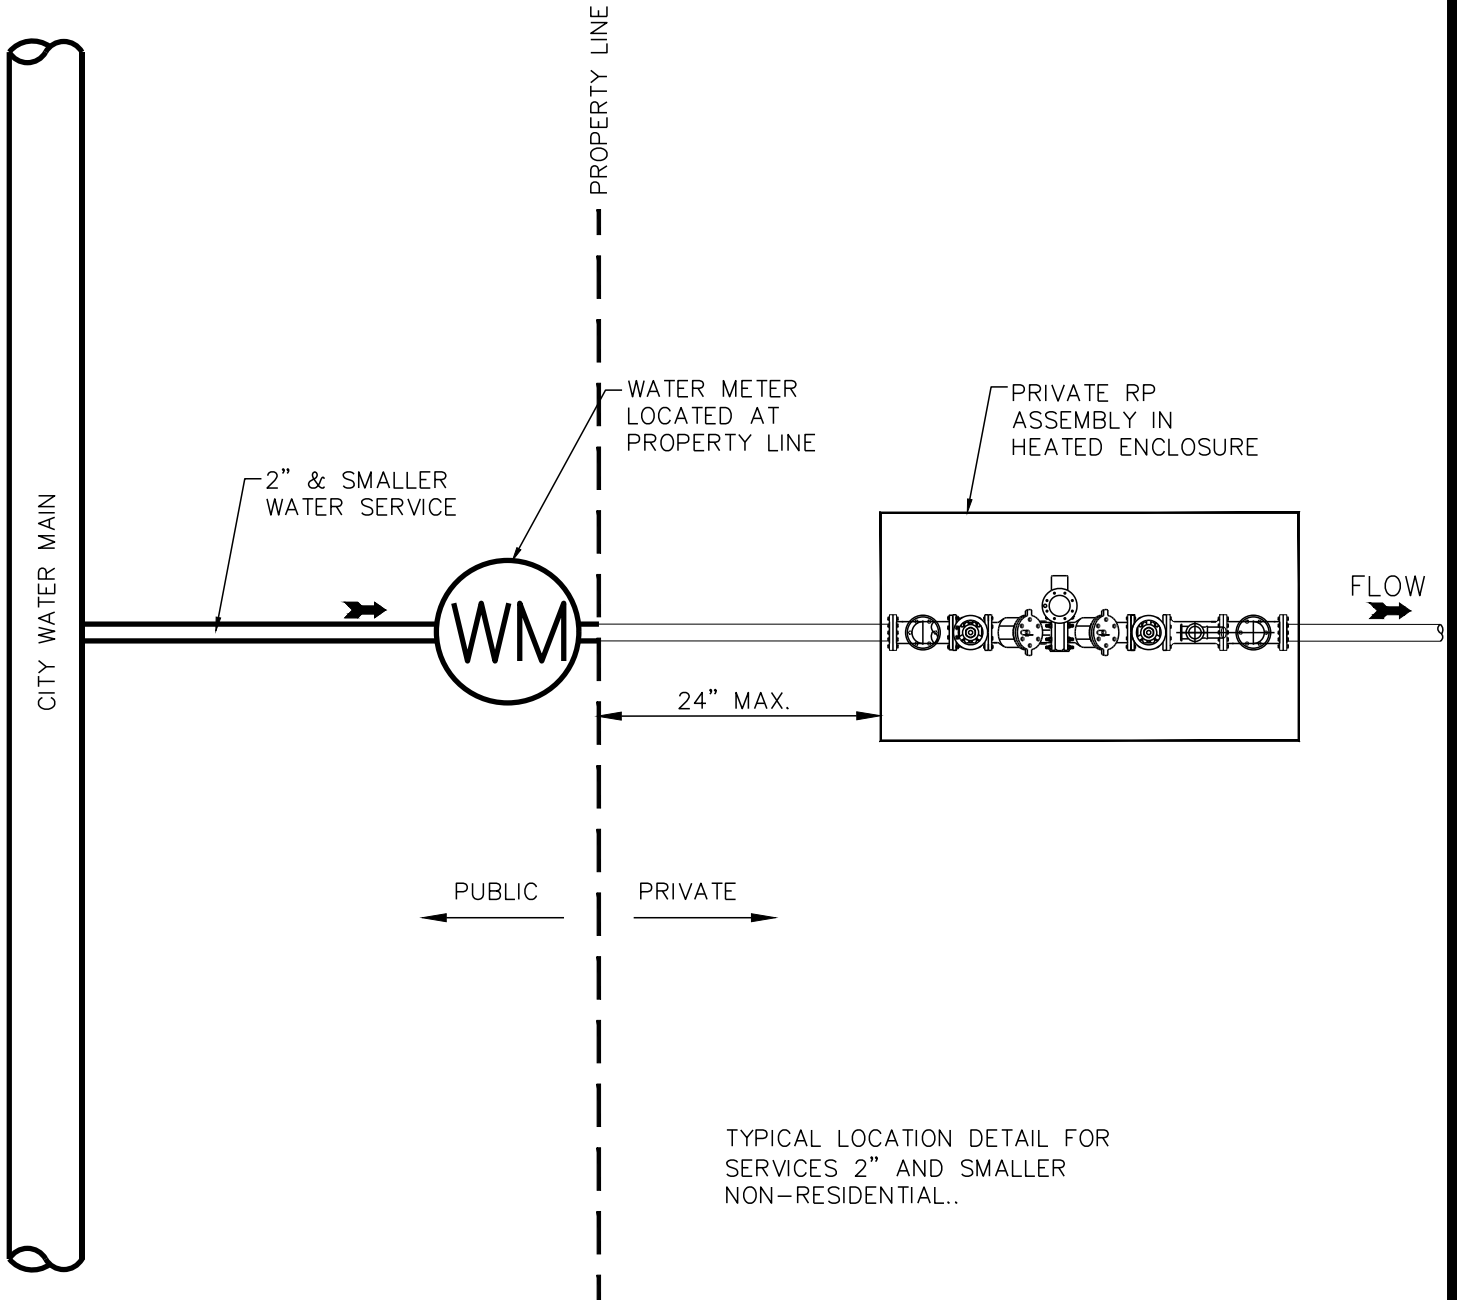 PROPERTY LINE
WATER METER
LOCATED AT
PROPERTY LINE
PRIVATE RP
ASSEMBLY IN
HEATED ENCLOSURE
2" & SMALLER
WATER SERVICE
CITY WATER MAIN
WM
FLOW
24" MAX.
PUBLIC
PRIVATE
TYPICAL LOCATION DETAIL FOR
SERVICES 2" AND SMALLER
NON-RESIDENTIAL..